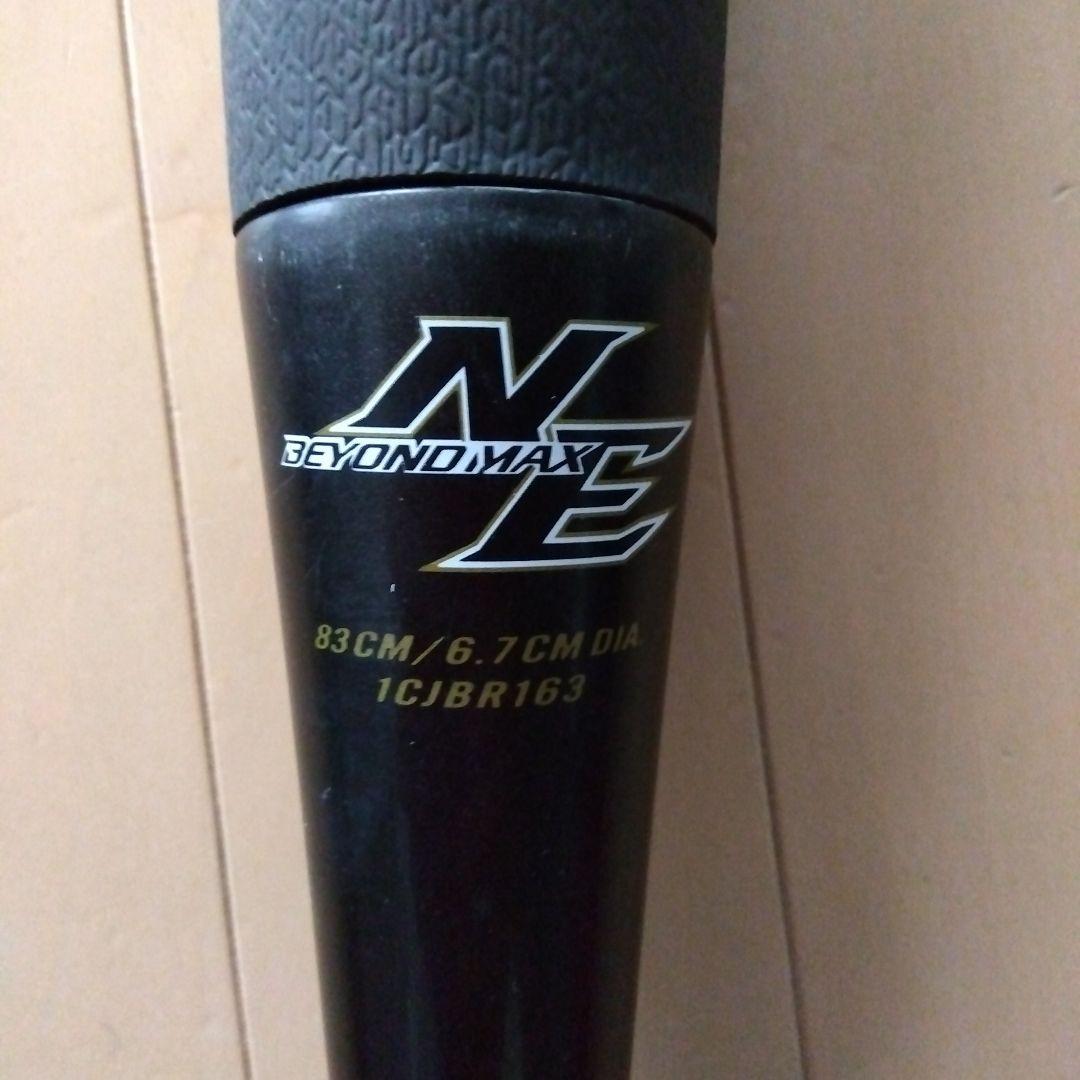 NE
BEYONDMAX
83CM/6.7CM DIA.
1CJBR163